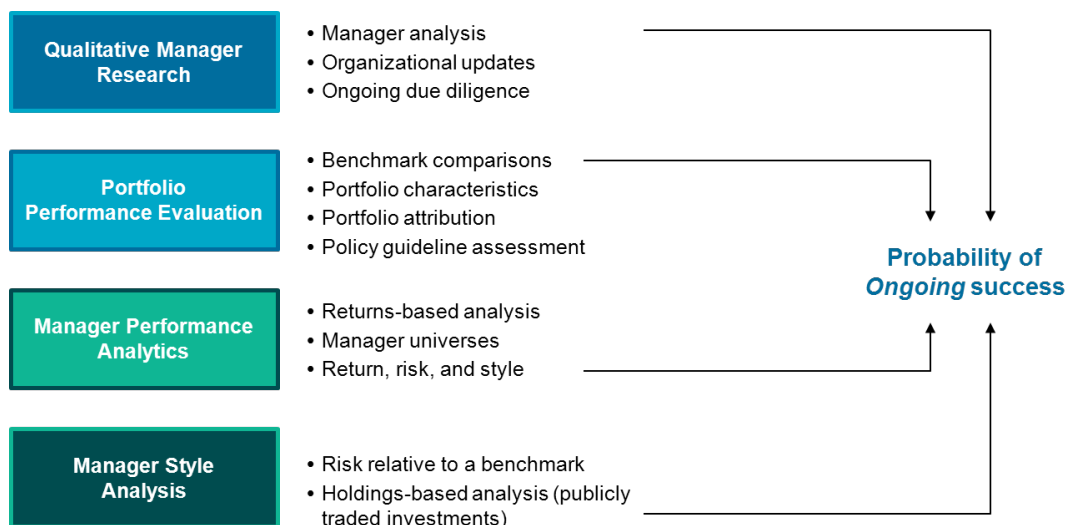 Qualitative Manager
Research
• Manager analysis
• Organizational updates
• Ongoing due diligence
Portfolio
Performance Evaluation
• Benchmark comparisons
• Portfolio characteristics
• Portfolio attribution
• Policy guideline assessment
Manager Performance
Analytics
• Returns-based analysis
• Manager universes
• Return, risk, and style
Manager Style
Analysis
• Risk relative to a benchmark
• Holdings-based analysis (publicly
traded investments)
Probability of
Ongoing success